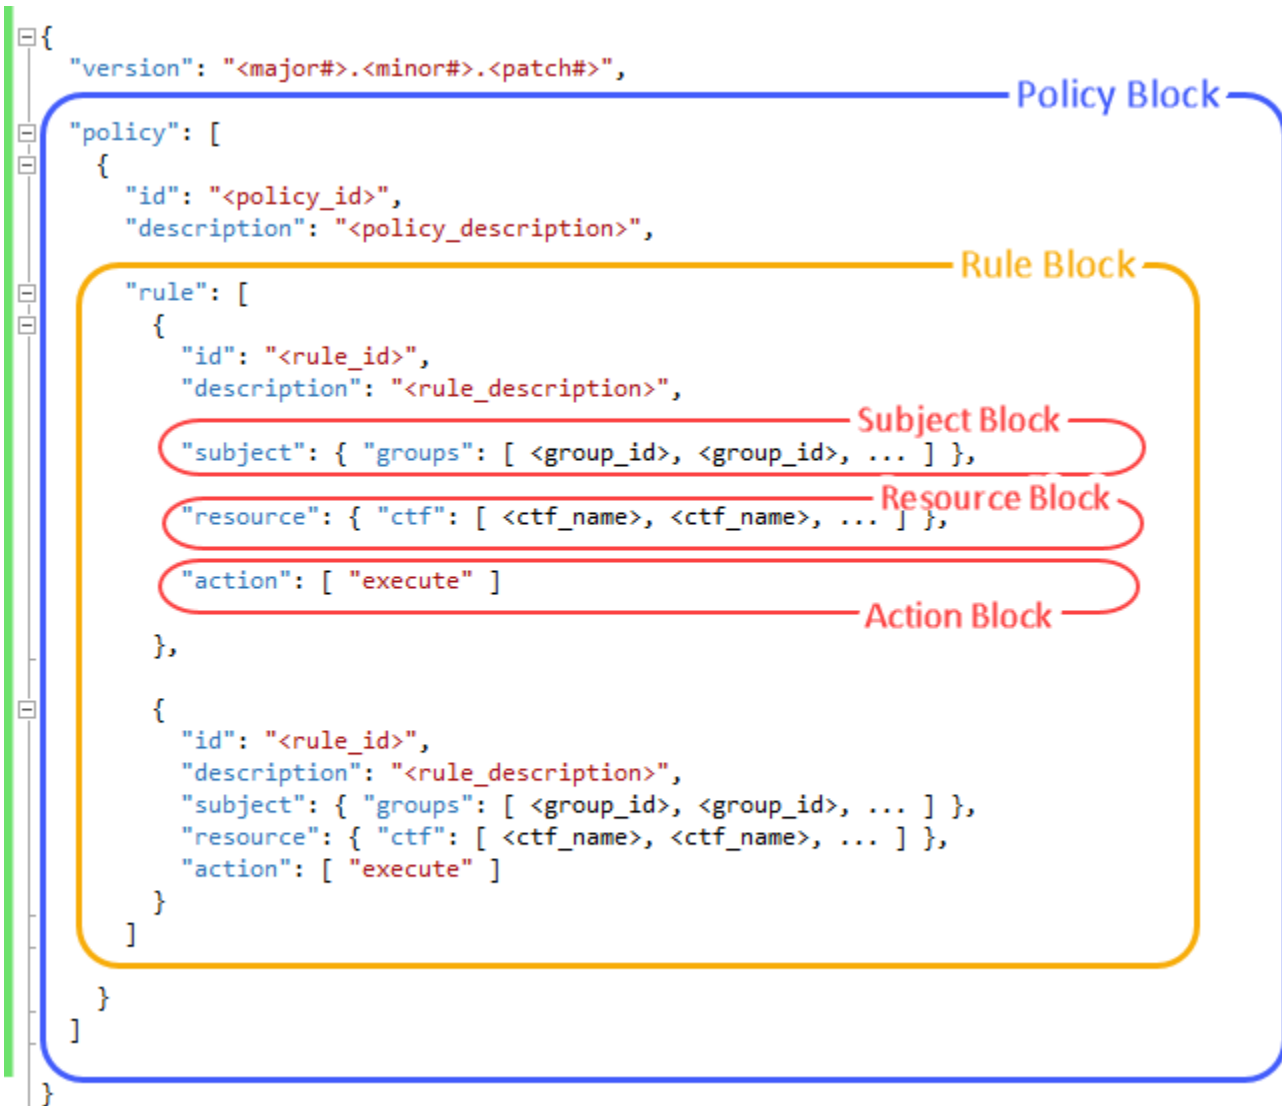 {
"version": "<major#>.<minor#>.<patch#>",
Policy Block
"policy": [
{
"id": "<policy_id>",
"description": "<policy_description>",
Rule Block
"rule": [
{
"id": "<rule_id>",
"description": "<rule_description>",
Subject Block
"subject": { "groups": [ <group_id>, <group_id>, ... ] },
Resource Block
"resource": { "ctf": [ <ctf_name>, <ctf_name>, ... ] },
"action": [ "execute" ]
Action Block
},
{
"id": "<rule_id>",
"description": "<rule_description>",
"subject": { "groups": [ <group_id>, <group_id>, ... ] },
"resource": { "ctf": [ <ctf_name>, <ctf_name>, ... ] },
"action": [ "execute" ]
}
]
}
]
}